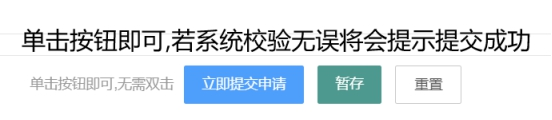 单击按钮即可,若系统校验无误将会提示提交成功
单击按钮即可,无需双击 立即提交申请 暂存 重置